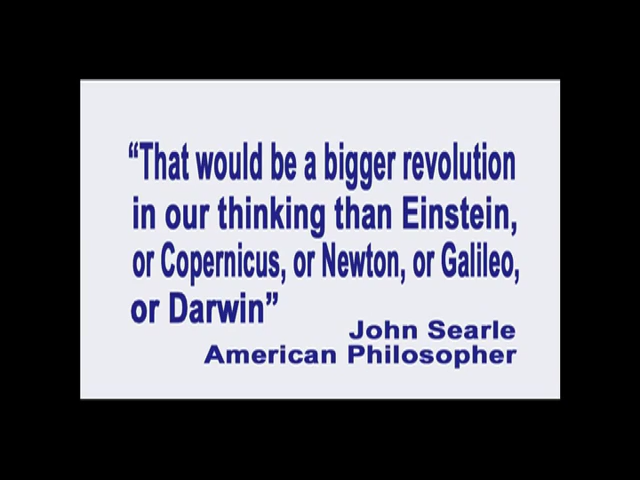 “That would be a bigger revolution
in our thinking than Einstein,
or Copernicus, or Newton, or Galileo,
or Darwin”
John Searle
American Philosopher